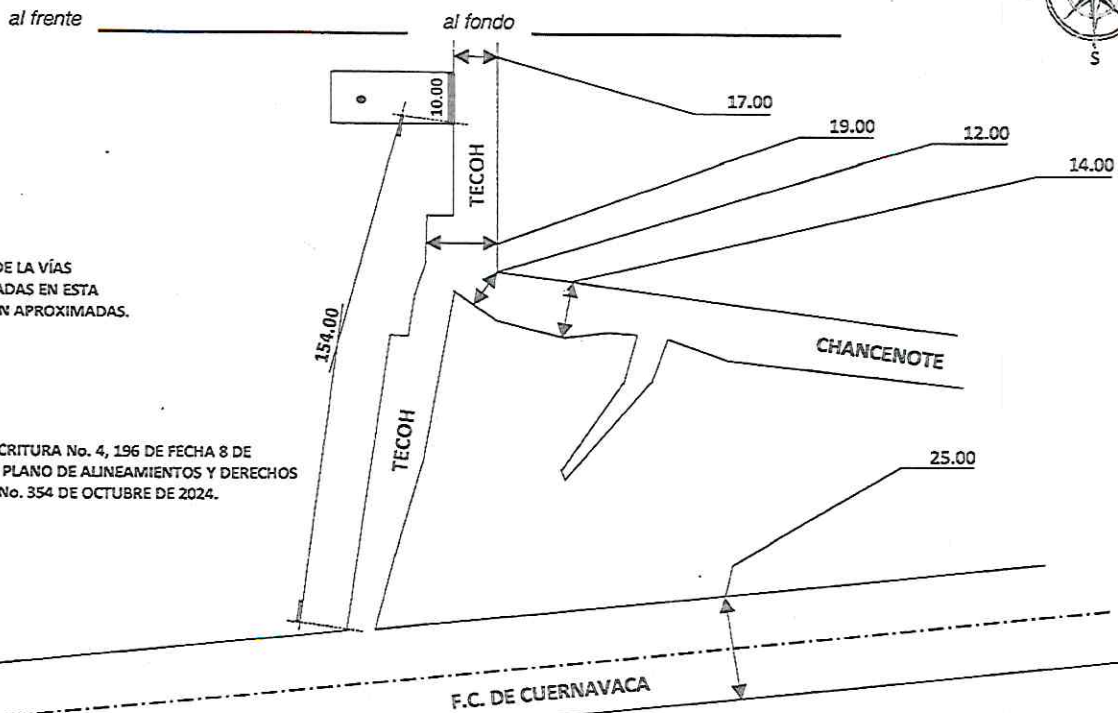 al frente
al fondo
S
10.00
17.00
19.00
12.00
14.00
TECOH
DE LA VÍAS
ADAS EN ESTA
N APROXIMADAS.
154.00
CHANCENOTE
TECOH
CRITURA No. 4, 196 DE FECHA 8 DE
PLANO DE ALINEAMIENTOS Y DERECHOS
No. 354 DE OCTUBRE DE 2024.
25.00
F.C. DE CUERNAVACA